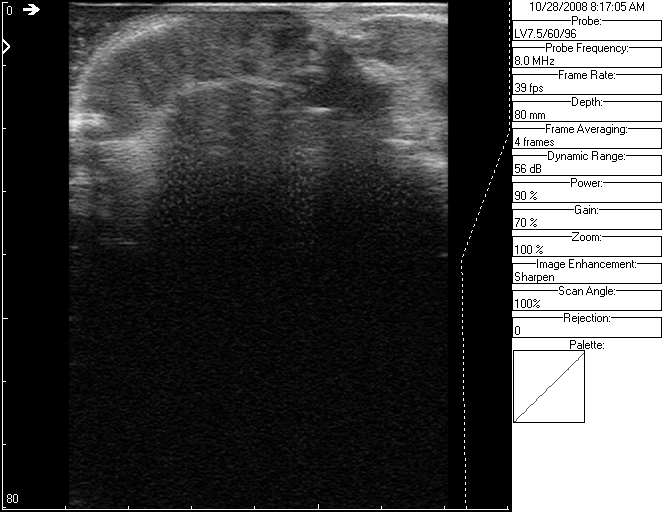 0
80
10/28/2008 8:17:05 AM
Probe:
LV7.5/60/96
Probe Frequency:
8.0 MHz
Frame Rate:
39 fps
Depth:
80 mm
Frame Averaging:
4 frames
Dynamic Range:
56 dB
Power:
90 %
Gain:
70 %
Zoom:
100 %
Image Enhancement:
Sharpen
Scan Angle:
100%
Rejection:
0
Palette: